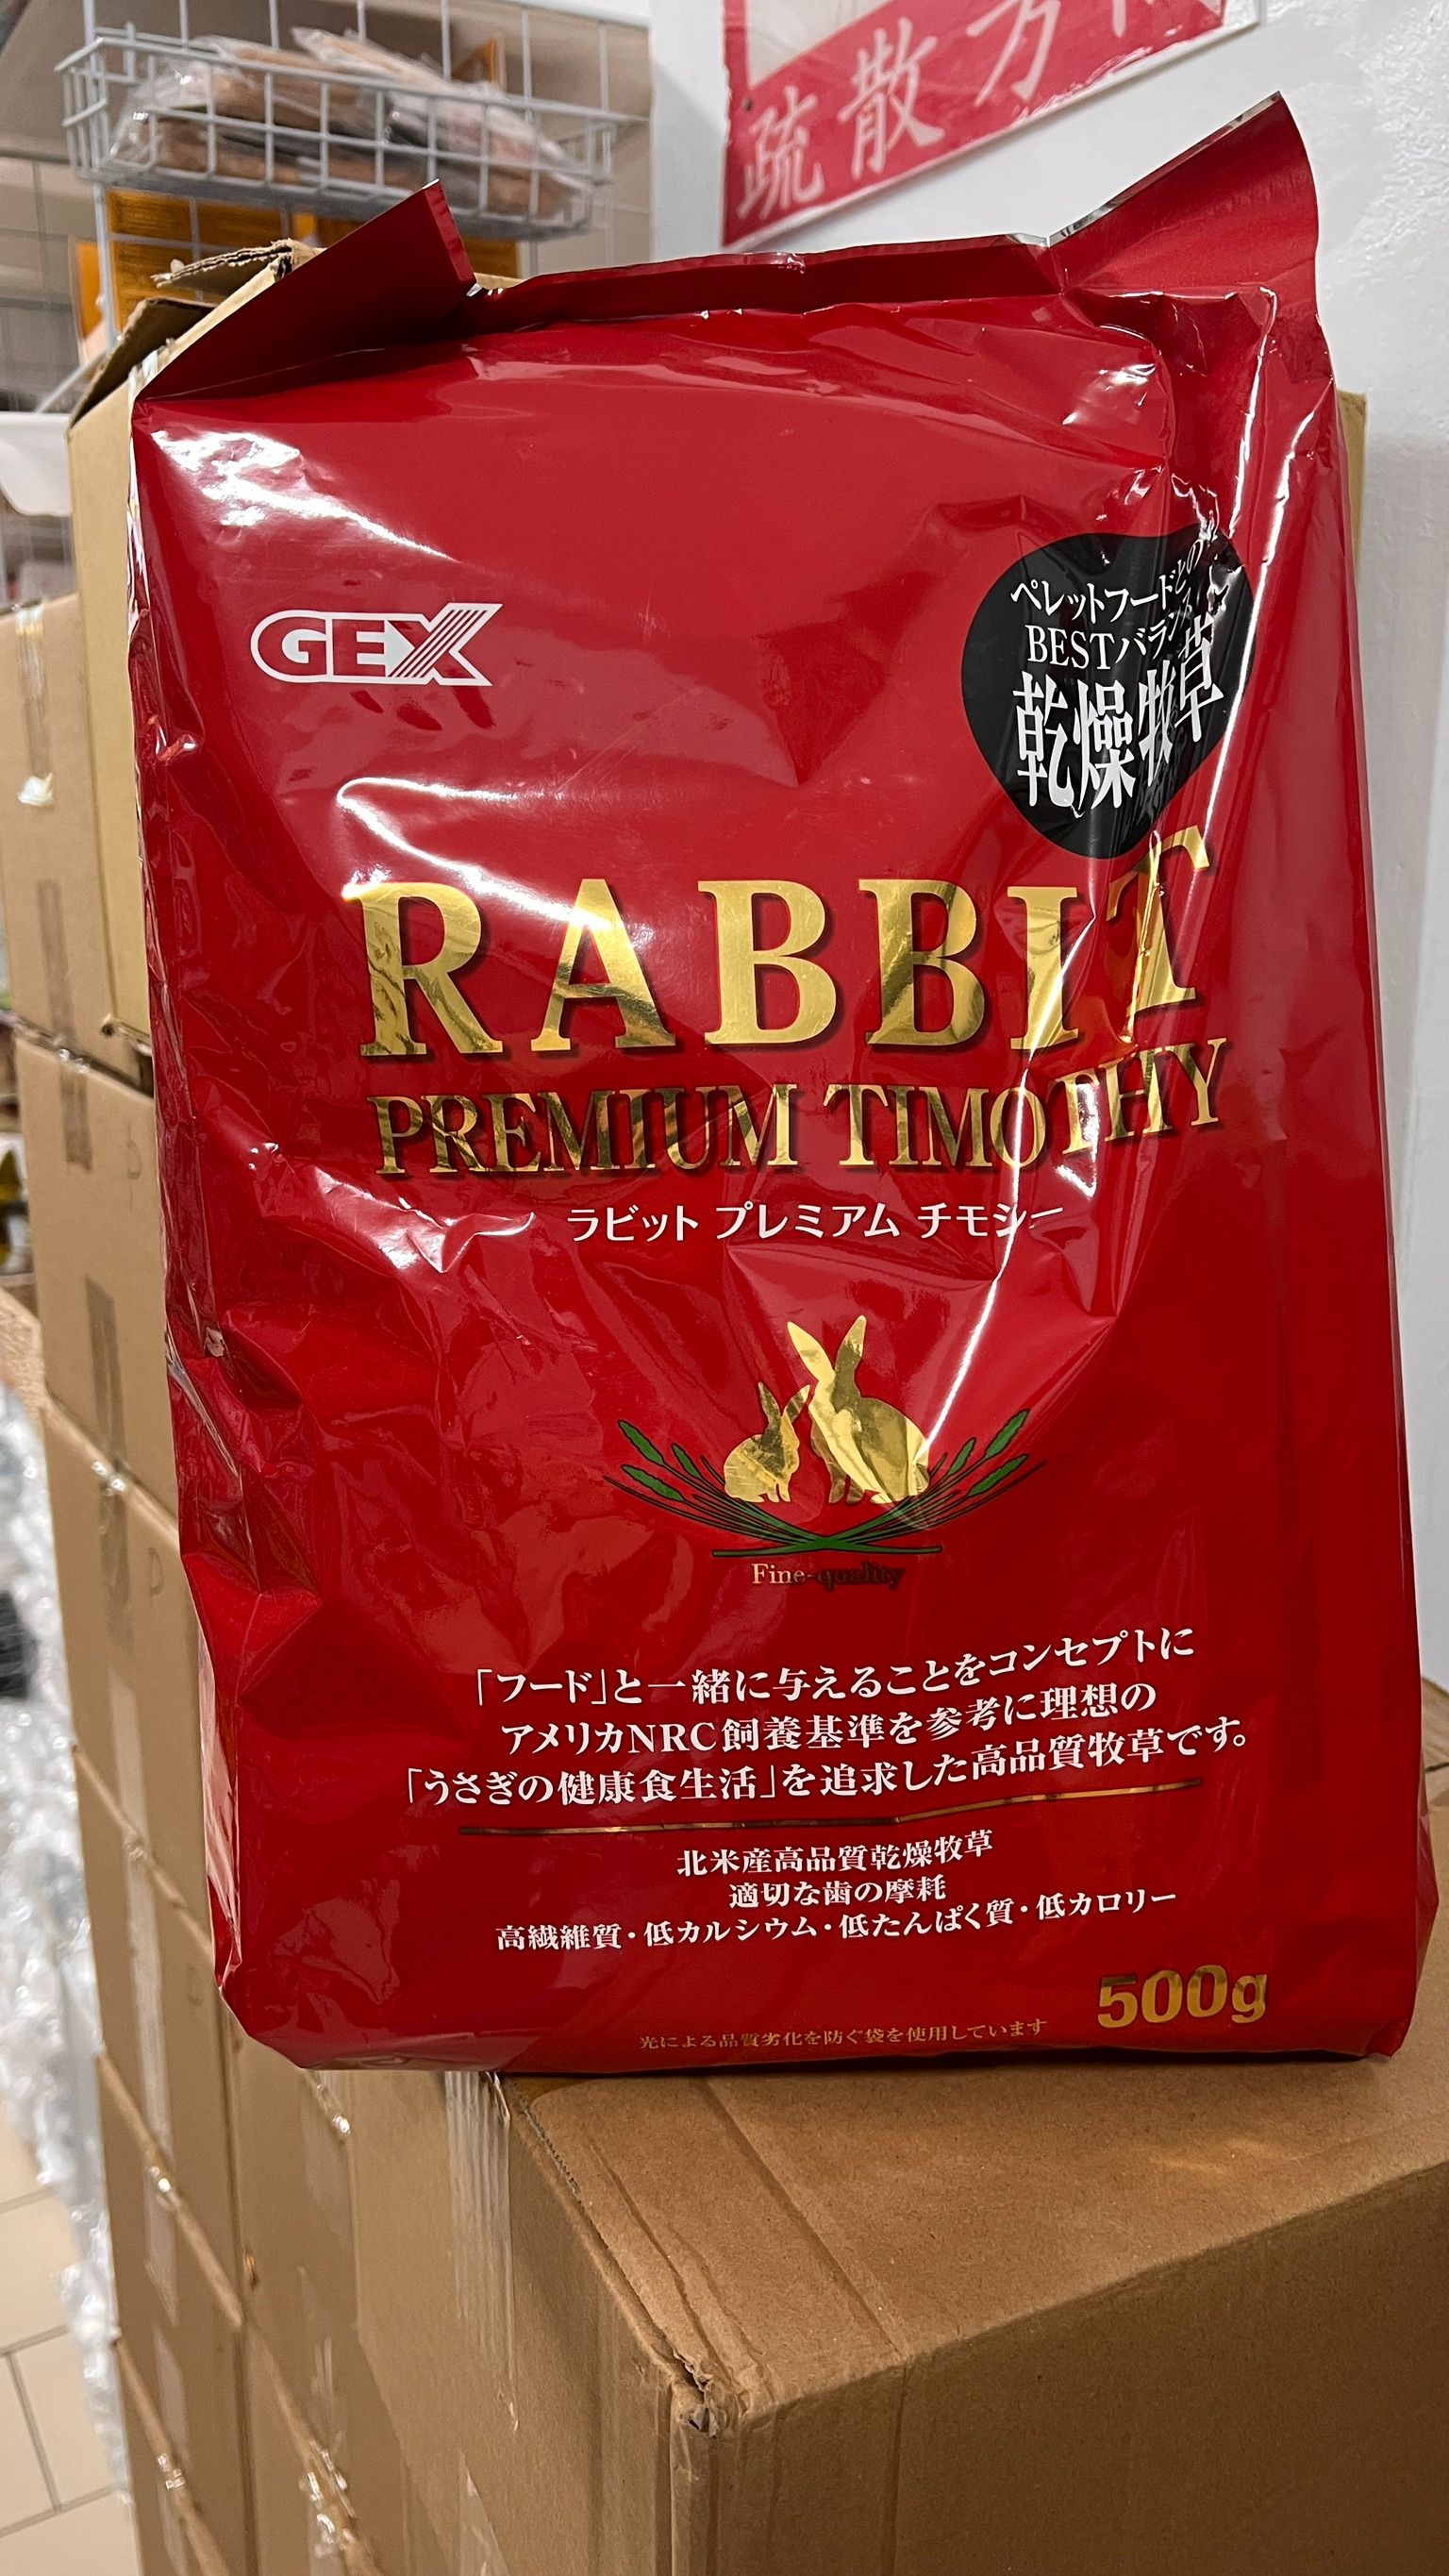 疏散方
GEX
ペレットフードとの
BESTバランス
乾燥牧草
RABBIT
PREMIUM TIMOTHY
ラビット プレミアム チモシー
Fine-quality
「フード」と一緒に与えることをコンセプトに
アメリカNRC飼養基準を参考に理想の
「うさぎの健康食生活」を追求した高品質牧草です。
北米産高品質乾燥牧草
適切な歯の摩耗
高繊維質・低カルシウム・低たんぱく質・低カロリー
500g
光による品質劣化を防ぐ袋を使用しています